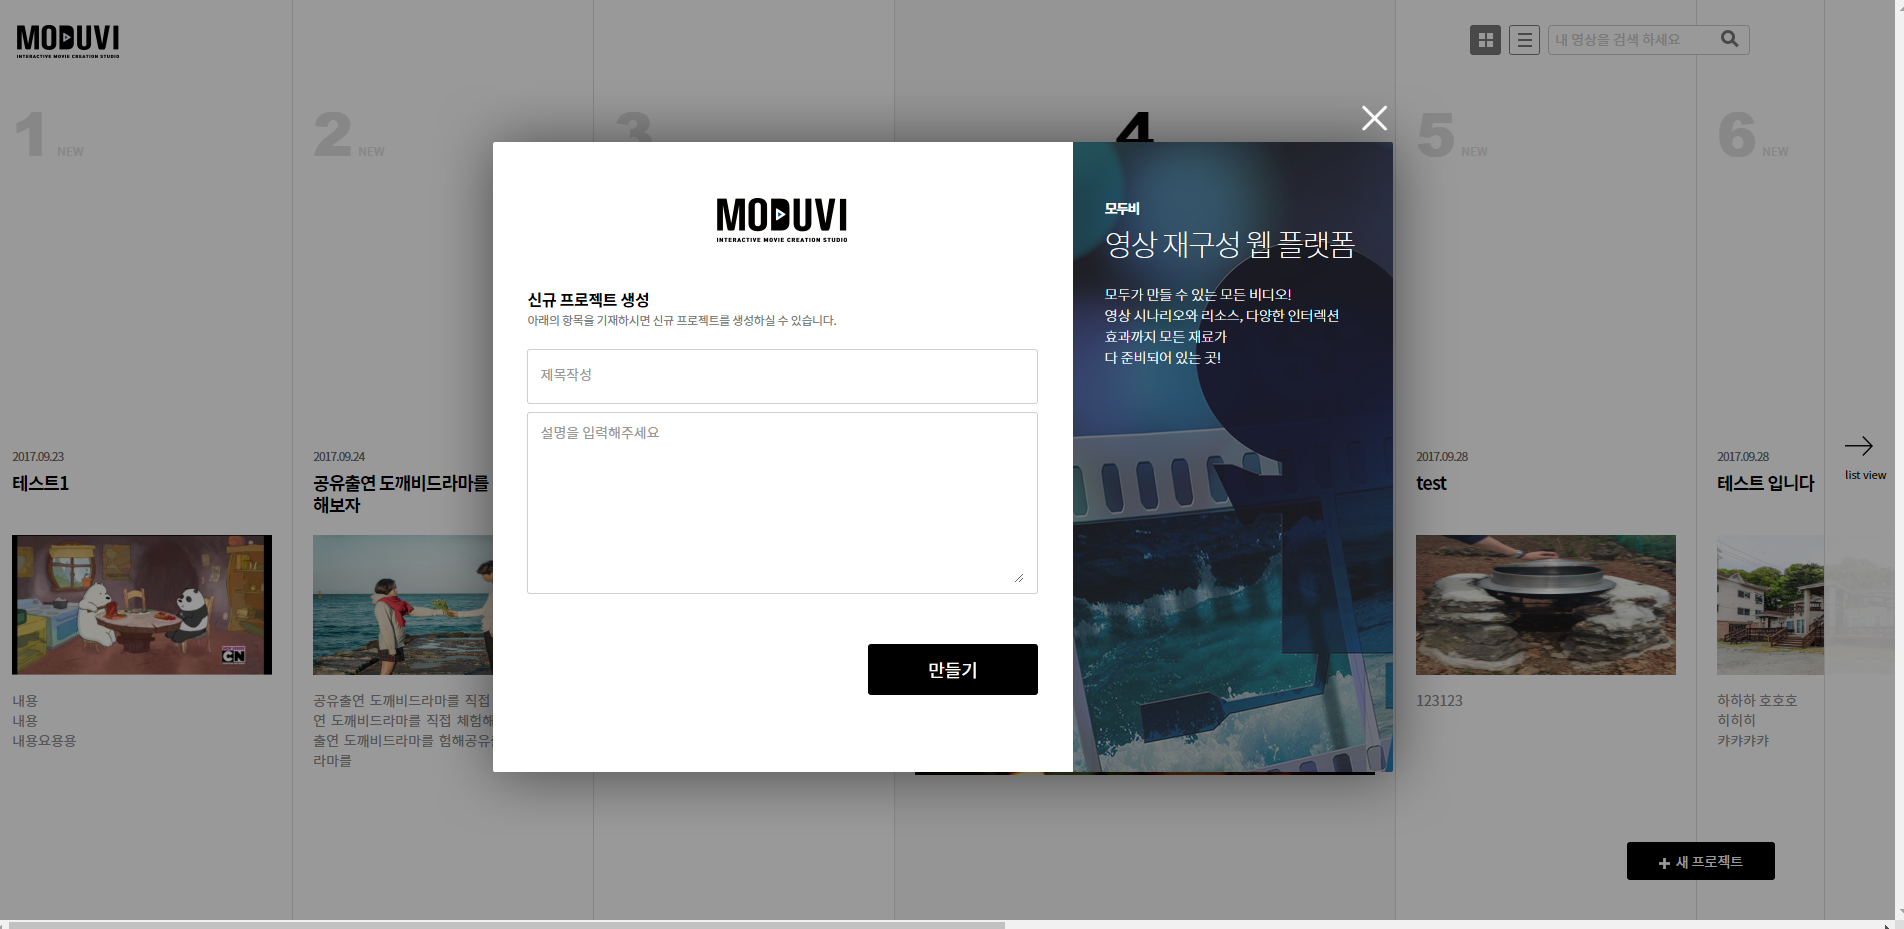 MODUVI
INTERACTIVE MOVIE CREATION STUDIO
내 영상을 검색 하세요
1 NEW
2 NEW
3
4
5 NEW
6 NEW
MODUVI
INTERACTIVE MOVIE CREATION STUDIO
신규 프로젝트 생성
아래의 항목을 기재하시면 신규 프로젝트를 생성하실 수 있습니다.
제목작성
설명을 입력해주세요
만들기
모두비
영상 재구성 웹 플랫폼
모두가 만들 수 있는 모든 비디오!
영상 시나리오와 리소스, 다양한 인터렉션
효과까지 모든 재료가
다 준비되어 있는 곳!
2017.09.23
테스트1
CN
내용
내용
내용요용용
2017.09.24
공유출연 도깨비드라마를
해보자
공유출연 도깨비드라마를 직접
연 도깨비드라마를 직접 체험해
출연 도깨비드라마를 험해공유
라마를
2017.09.28
test
123123
2017.09.28
테스트 입니다
하하하 호호호
히히히
캬캬캬캬
list view
+ 새 프로젝트